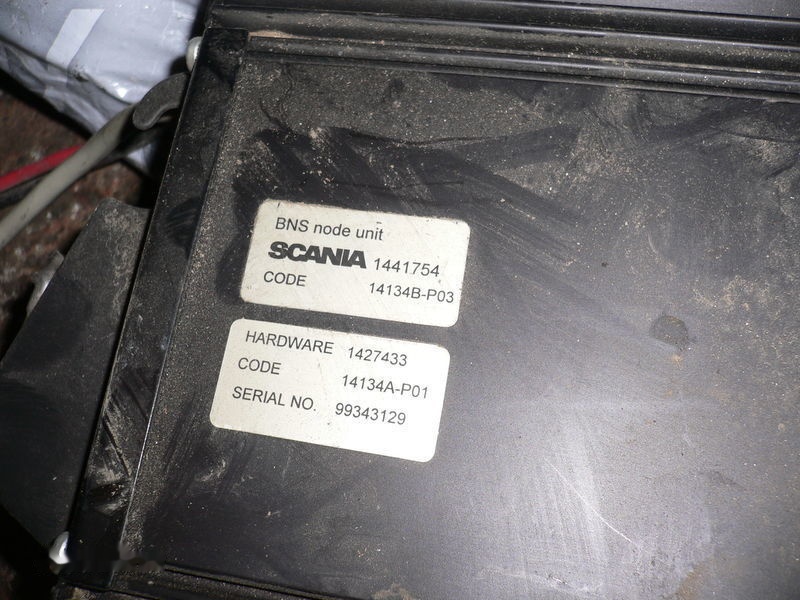 BNS node unit
SCANIA 1441754
CODE 14134B-P03
HARDWARE 1427433
CODE 14134A-P01
SERIAL NO. 99343129